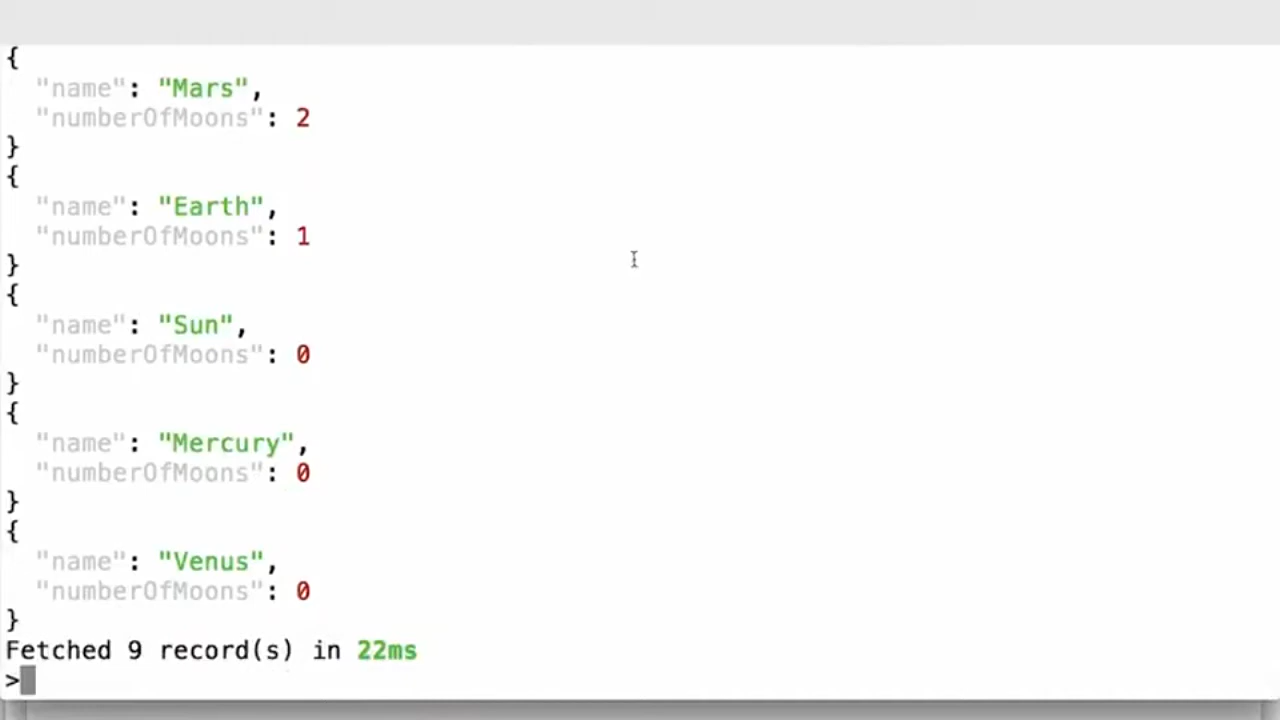 {
  "name": "Mars",
  "numberOfMoons": 2
}
{
  "name": "Earth",
  "numberOfMoons": 1
}
{
  "name": "Sun",
  "numberOfMoons": 0
}
{
  "name": "Mercury",
  "numberOfMoons": 0
}
{
  "name": "Venus",
  "numberOfMoons": 0
}
Fetched 9 record(s) in 22ms
>